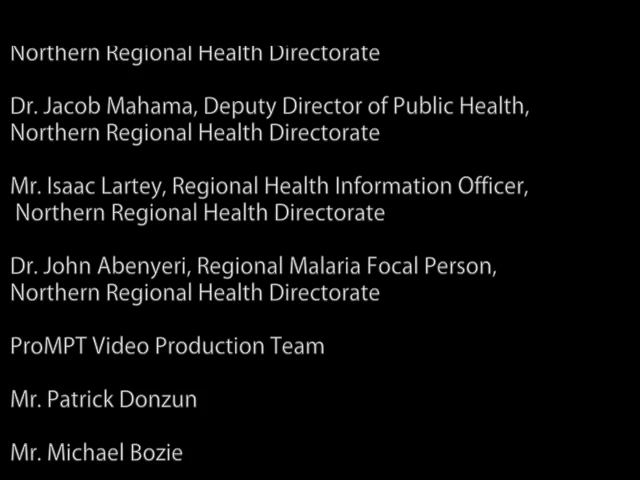 Northern Regional Health Directorate
Dr. Jacob Mahama, Deputy Director of Public Health,
Northern Regional Health Directorate
Mr. Isaac Lartey, Regional Health Information Officer,
Northern Regional Health Directorate
Dr. John Abenyeri, Regional Malaria Focal Person,
Northern Regional Health Directorate
ProMPT Video Production Team
Mr. Patrick Donzun
Mr. Michael Bozie